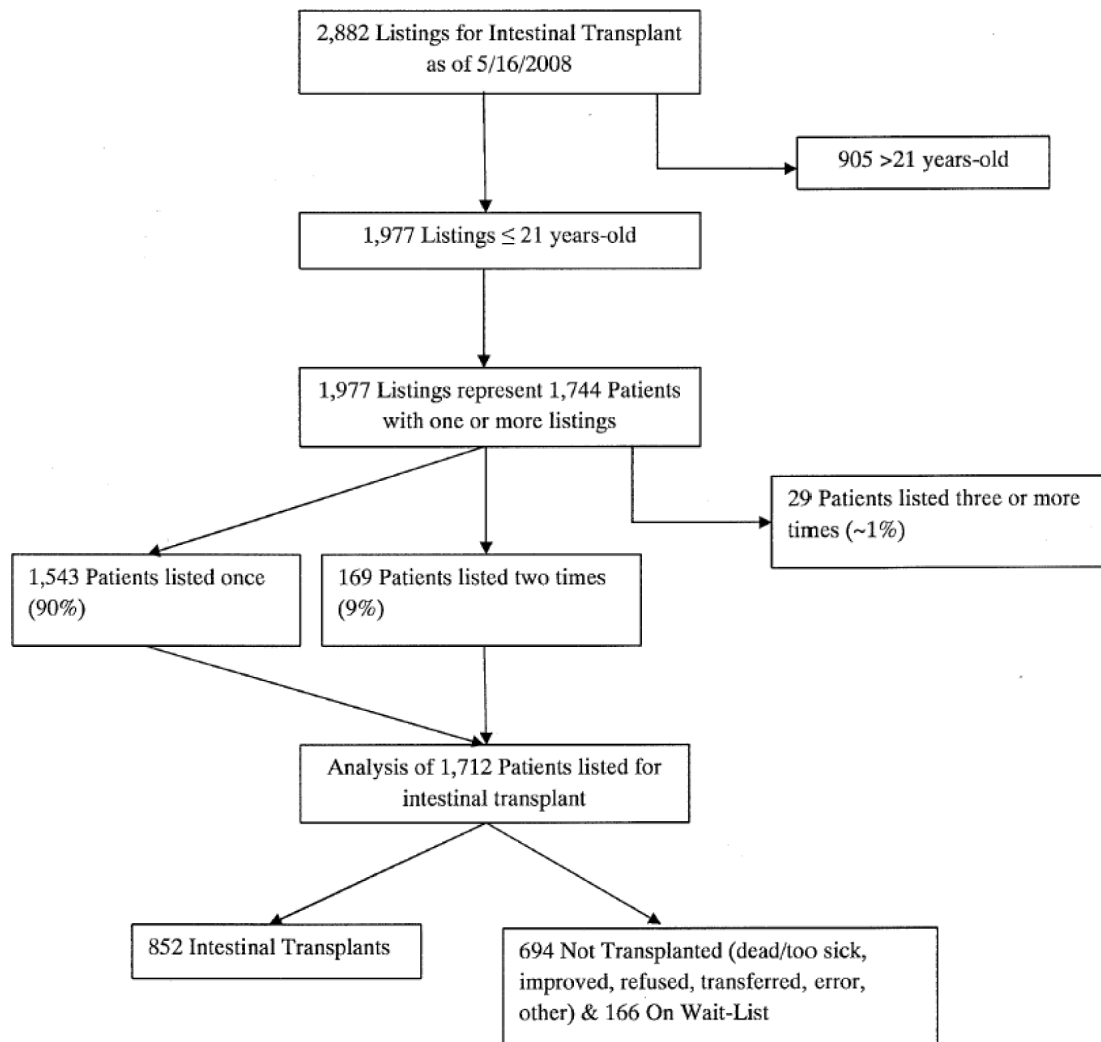 2,882 Listings for Intestinal Transplant
as of 5/16/2008
905 >21 years-old
1,977 Listings ≤ 21 years-old
1,977 Listings represent 1,744 Patients
with one or more listings
29 Patients listed three or more
times (~1%)
1,543 Patients listed once
(90%)
169 Patients listed two times
(9%)
Analysis of 1,712 Patients listed for
intestinal transplant
852 Intestinal Transplants
694 Not Transplanted (dead/too sick,
improved, refused, transferred, error,
other) & 166 On Wait-List